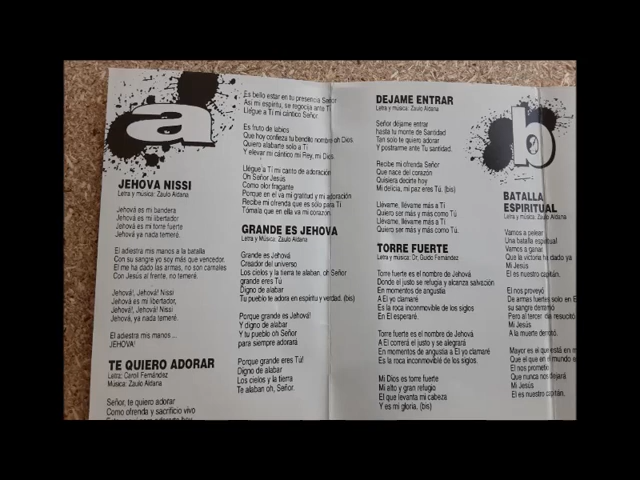 a
JEHOVA NISSI
Letra y música: Zaulo Aldana
Jehová es mi bandera
Jehová es mi libertador
Jehová es mi torre fuerte
Jehová ya nada temeré.
El adiestra mis manos a la batalla
Con su sangre yo soy más que vencedor.
El me ha dado las armas, no son carnales
Con Jesús al frente, no temeré.
Jehová!, Jehová! Nissi
Jehová es mi libertador,
Jehová!, ¡Jehová! Nissi
Jehová, ya nada temeré.
El adiestra mis manos ...
¡JEHOVA!
TE QUIERO ADORAR
Letra: Caroll Fernández
Música: Zaulo Aldana
Señor, te quiero adorar
Como ofrenda y sacrificio vivo
Es bello estar en tu presencia Señor
Así mi espíritu, se regocija ante Tí
Llégue a Tí mi cántico Señor.
Es fruto de labios
Que hoy confieza tu bendito nombre oh Dios.
Quiero alabarte solo a Tí
Y elevar mi cántico mi Rey, mi Dios.
Llégue a Tí mi canto de adoración
Oh Señor Jesús
Como olor fragante
Porque en el va mi gratitud y mi adoración
Recibe mi ofrenda que es sólo para Tí
Tómala que en ella va mi corazón.
GRANDE ES JEHOVA
Letra y Música: Zaulo Aldana
Grande es Jehová
Creador del universo
Los cielos y la tierra te alaban, oh Señor
grande eres Tú
Digno de alabar
Tu pueblo te adora en espíritu y verdad. (bis)
Porque grande es Jehová!
Y digno de alabar
Y tu pueblo oh Señor
para siempre adorará
Porque grande eres Tú!
Digno de alabar
Los cielos y la tierra
Te alaban oh, Señor.
DEJAME ENTRAR
Letra y música: Zaulo Aldana
Señor déjame entrar
hasta tu monte de Santidad
Tan sólo te quiero adorar
Y postrarme ante Tu santidad.
Recibe mi ofrenda Señor
Que nace del corazón
Quisiera decirte hoy
Mi delicia, mi paz eres Tú. (bis)
Llévame, llévame más a Tí
Quiero ser más y más como Tú.
Llévame, llévame más a Tí
Quiero ser más y más como Tú.
TORRE FUERTE
Letra y musica: Dr. Guido Fernández
Torre fuerte es el nombre de Jehová
Donde el justo se refugia y alcanza salvación
En momentos de angustia
A El yo clamaré
Es la roca inconmovible de los siglos
En El esperaré.
Torre fuerte es el nombre de Jehová
A El correrá el justo y se alegrará
En momentos de angustia a El yo clamaré
Es la roca inconmovible de los siglos.
Mi Dios es torre fuerte
Mi alto y gran refugio
El que levanta mi cabeza
Y es mi gloria. (bis)
b
BATALLA
ESPIRITUAL
Letra y música: Zaulo Aldana
Vamos a pelear
Una batalla espiritual
Vamos a ganar
Que la victoria ha dado ya
Mi Jesús
El es nuestro capitán.
El nos proveyó
De armas fuertes solo en E
su sangre derramó
Pero al tercer día resucitó
Mi Jesús
A la muerte derrotó.
Mayor es el que está en m
Que el que en el mundo
El nos prometió
Que nunca nos dejará
Mi Jesús
El es nuestro capitán.